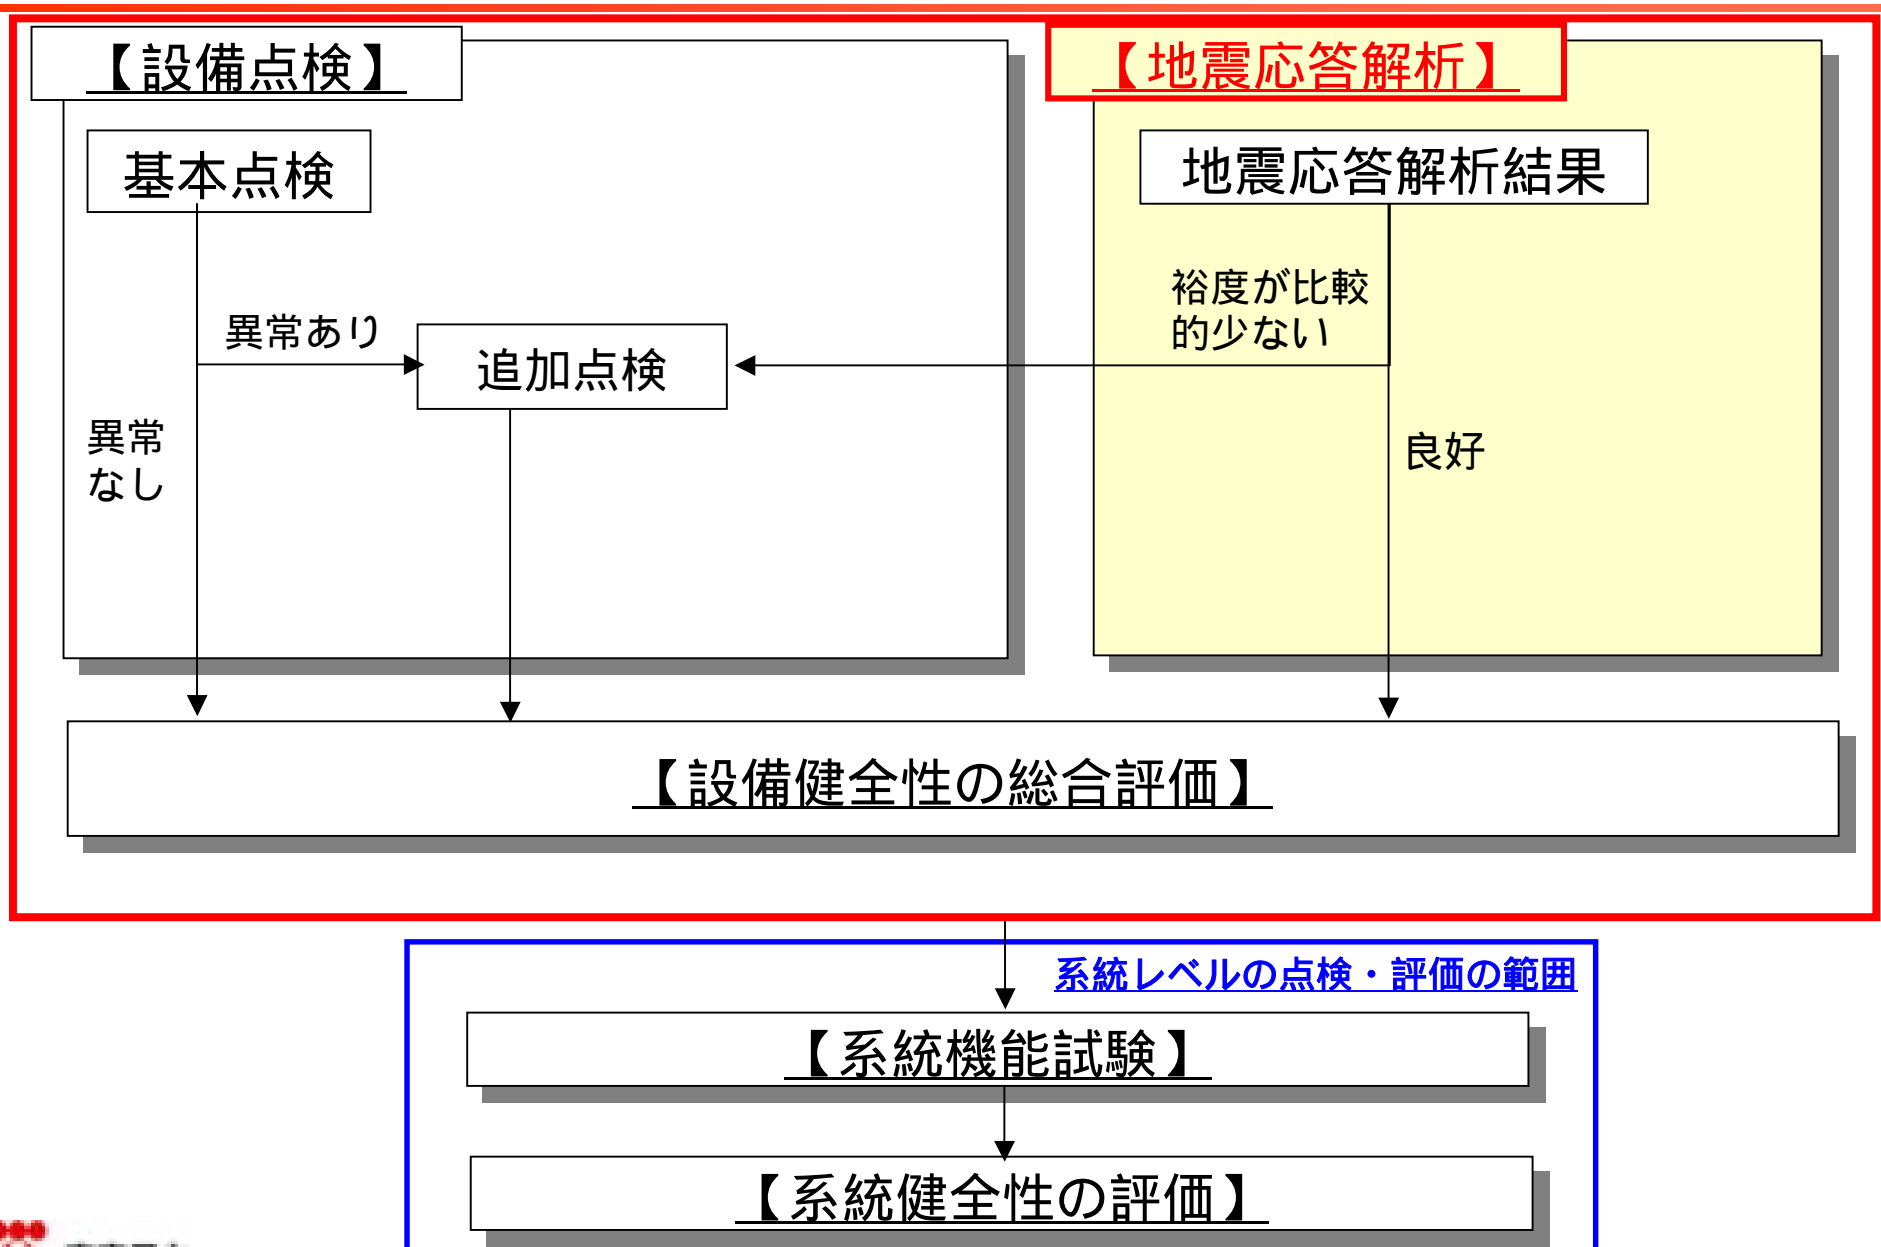 【設備点検】
【地震応答解析】
基本点検
地震応答解析結果
裕度が比較
的少ない
異常あり
追加点検
異常
なし
良好
【設備健全性の総合評価】
系統レベルの点検・評価の範囲
【系統機能試験】
【系統健全性の評価】